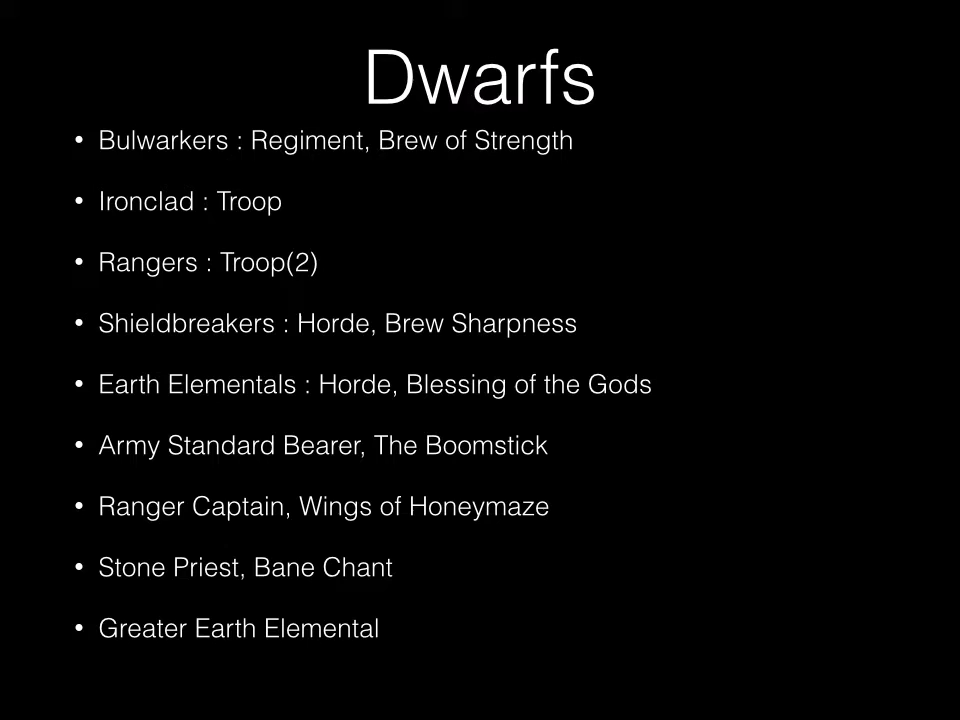 Dwarfs
• Bulwarkers : Regiment, Brew of Strength
• Ironclad : Troop
• Rangers : Troop(2)
• Shieldbreakers : Horde, Brew Sharpness
• Earth Elementals : Horde, Blessing of the Gods
• Army Standard Bearer, The Boomstick
• Ranger Captain, Wings of Honeymaze
• Stone Priest, Bane Chant
• Greater Earth Elemental